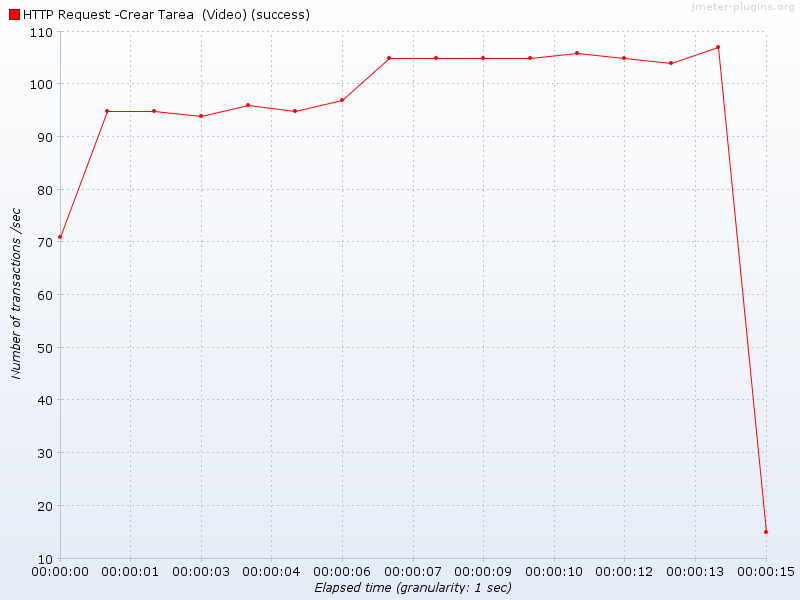 jmeter-plugins.org
HTTP Request -Crear Tarea  (Video) (success)
110
100
90
80
70
60
50
40
30
20
10
Number of transactions /sec
00:00:00 00:00:01 00:00:03 00:00:04 00:00:06 00:00:07 00:00:09 00:00:10 00:00:12 00:00:13 00:00:15
Elapsed time (granularity: 1 sec)